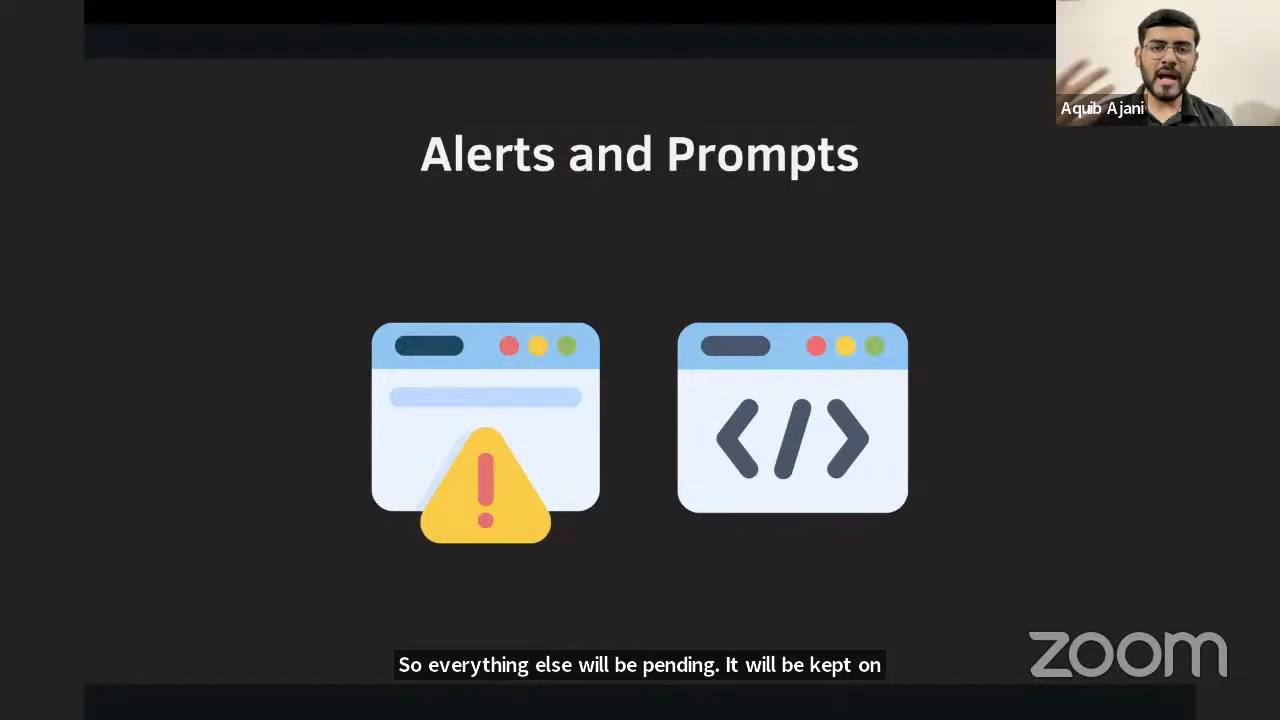 Aquib Ajani
Alerts and Prompts
</>
So everything else will be pending. It will be kept on
zoom